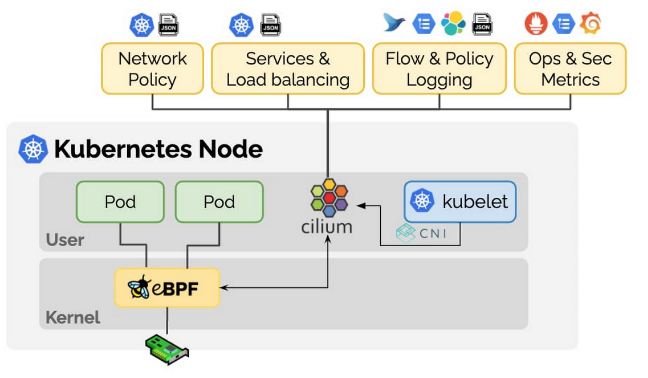 JSON
JSON
JSON
Network
Policy
Services &
Load balancing
Flow & Policy
Logging
Ops & Sec
Metrics
Kubernetes Node
Pod
Pod
cilium
kubelet
CNI
User
eBPF
Kernel